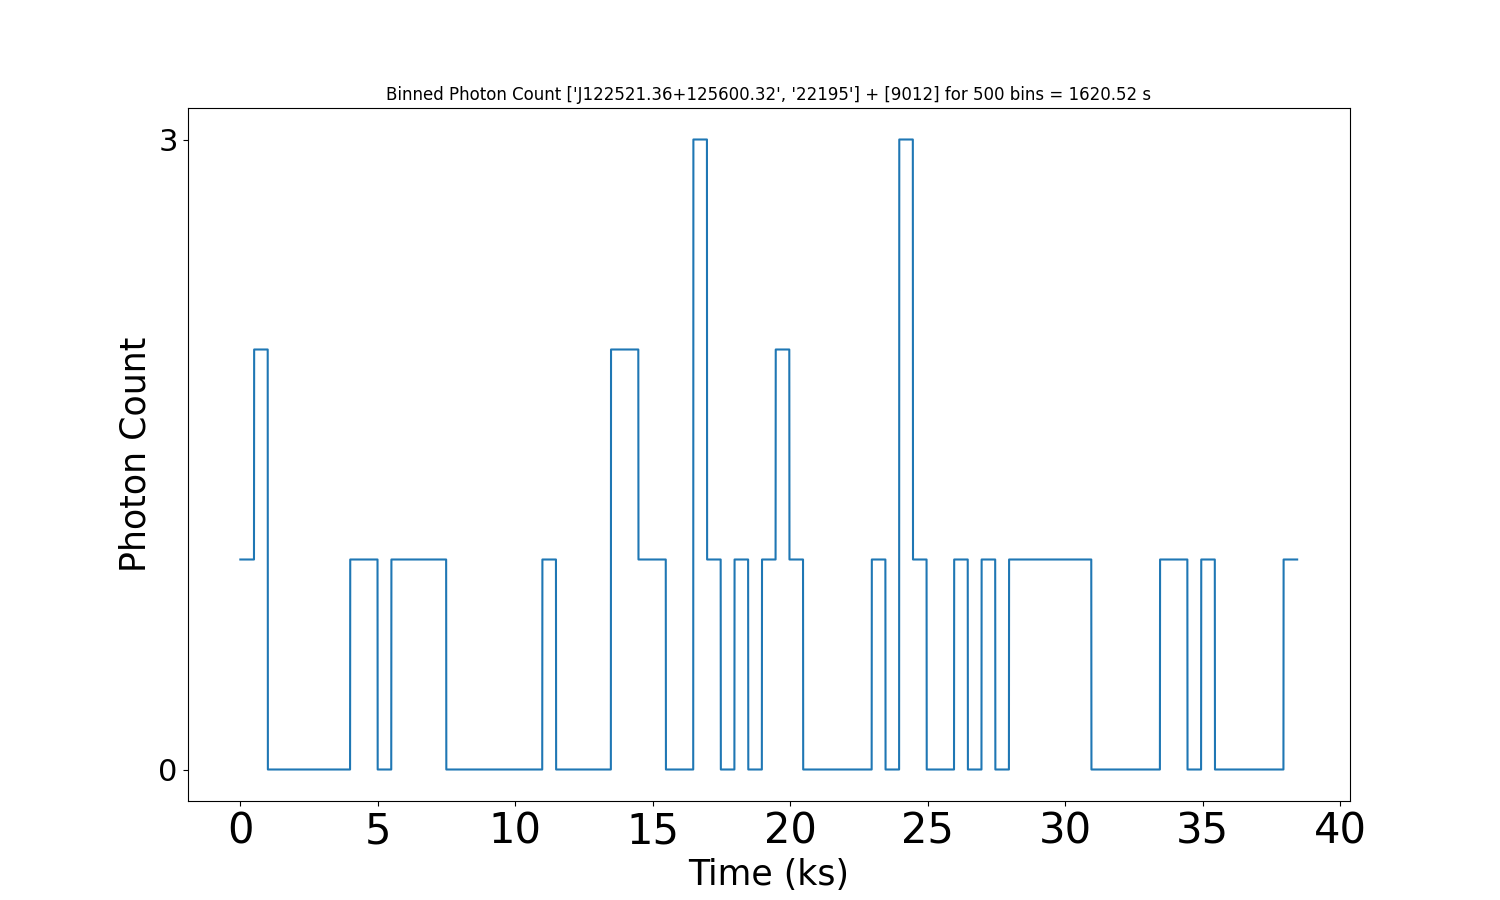 Binned Photon Count ['J122521.36+125600.32', '22195'] + [9012] for 500 bins = 1620.52 s
3
Photon Count
0
0 5 10 15 20 25 30 35 40
Time (ks)